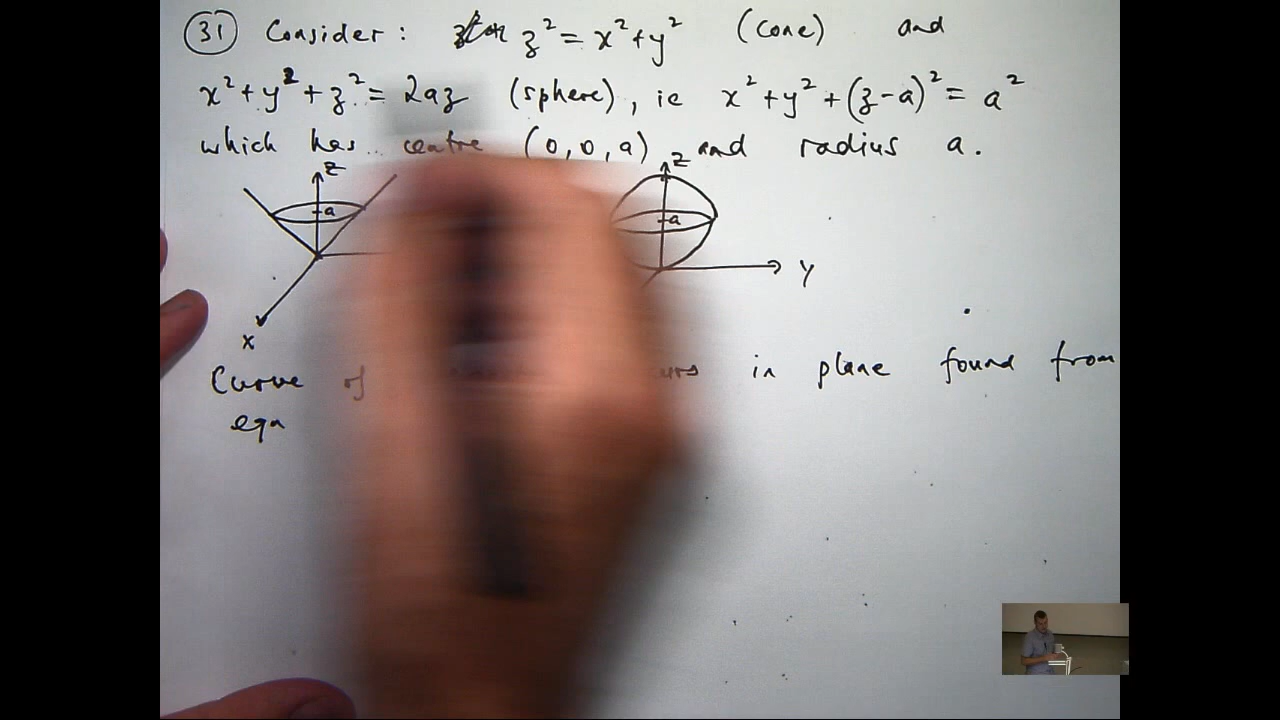 (31) Consider : z² = x² + y² (cone) and
x² + y² + z² = 2az (sphere), ie x² + y² + (z - a)² = a²
which has centre (0, 0, a) and radius a.
z z
a a
y
x
Curve of in plane found from
eqn